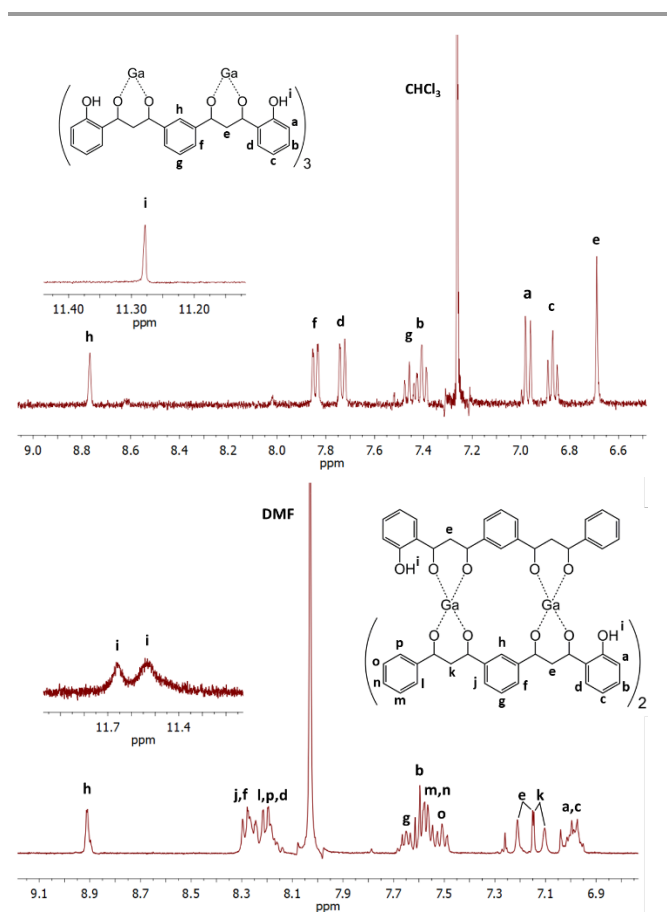 Ga Ga
OH O O O O OH i
h e a
g f d c b
3
CHCl3
i
11.40 11.30 11.20
ppm
h f d g b a c e
9.0 8.8 8.6 8.4 8.2 8.0 7.8 7.6 7.4 7.2 7.0 6.8 6.6
ppm
DMF
e
OH i O O O O
Ga Ga
O O O O OH i
p h a
o n m l k j g f e d c b
2
i i
11.7 11.4
ppm
h j,f l,p,d g b m,n o e k a,c
9.1 8.9 8.7 8.5 8.3 8.1 7.9 7.7 7.5 7.3 7.1 6.9
ppm